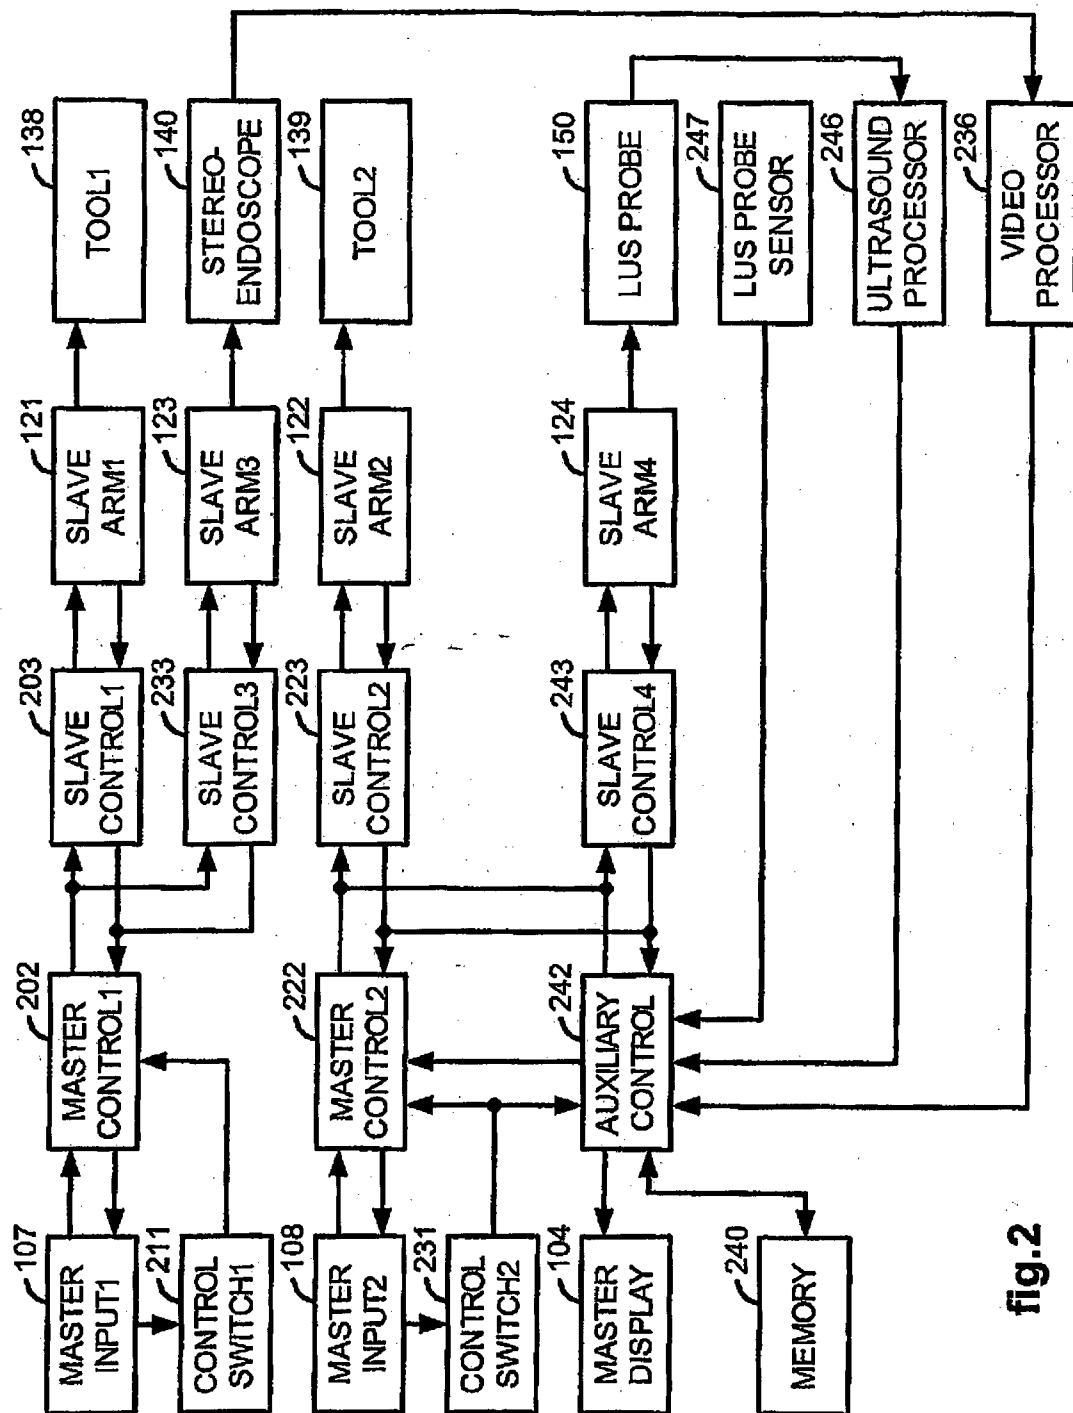 107
MASTER
INPUT1
202
MASTER
CONTROL1
203
SLAVE
CONTROL1
121
SLAVE
ARM1
138
TOOL1
211
CONTROL
SWITCH1
233
SLAVE
CONTROL3
123
SLAVE
ARM3
140
STEREO-
ENDOSCOPE
108
MASTER
INPUT2
222
MASTER
CONTROL2
223
SLAVE
CONTROL2
122
SLAVE
ARM2
139
TOOL2
231
CONTROL
SWITCH2
104
MASTER
DISPLAY
242
AUXILIARY
CONTROL
243
SLAVE
CONTROL4
124
SLAVE
ARM4
150
LUS PROBE
247
LUS PROBE
SENSOR
240
MEMORY
246
ULTRASOUND
PROCESSOR
236
VIDEO
PROCESSOR
fig.2